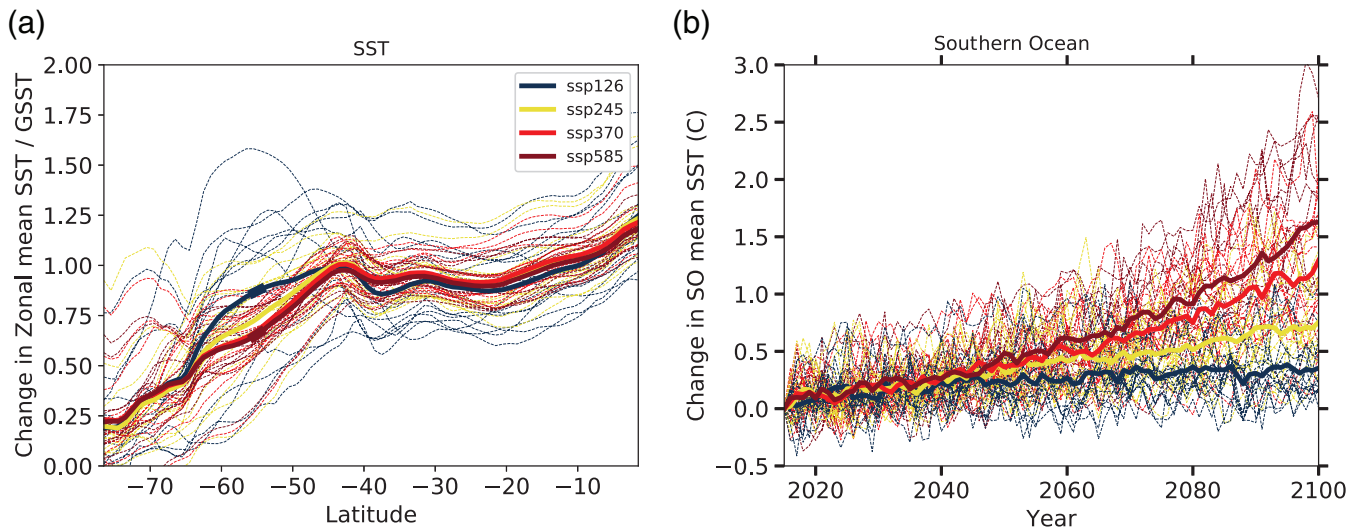 (a)
SST
Change in Zonal mean SST / GSST
2.00
1.75
1.50
1.25
1.00
0.75
0.50
0.25
0.00
ssp126
ssp245
ssp370
ssp585
−70
−60
−50
−40
−30
−20
−10
Latitude
(b)
Southern Ocean
Change in SO mean SST (C)
3.0
2.5
2.0
1.5
1.0
0.5
0.0
−0.5
2020
2040
2060
2080
2100
Year